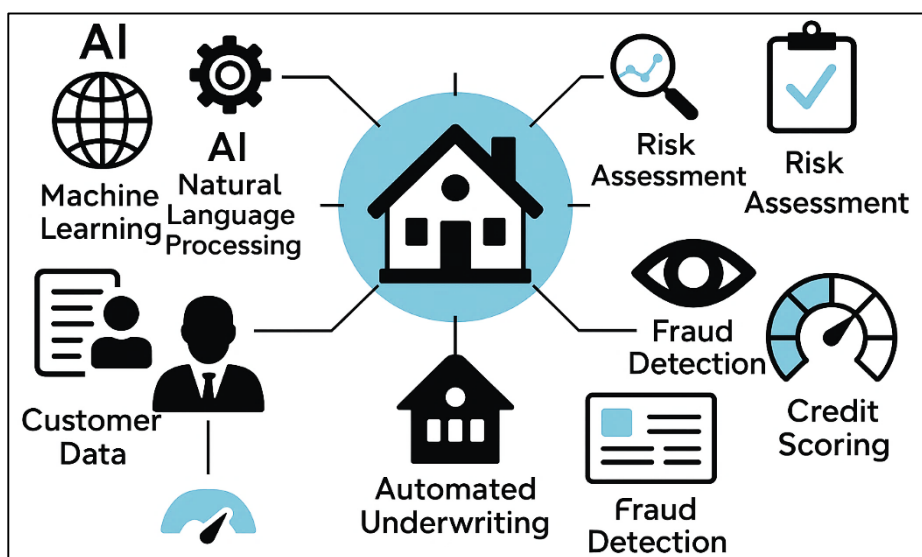 AI
Machine
Learning
AI
Natural
Language
Processing
Risk
Assessment
Risk
Assessment
Customer
Data
Automated
Underwriting
Fraud
Detection
Fraud
Detection
Credit
Scoring